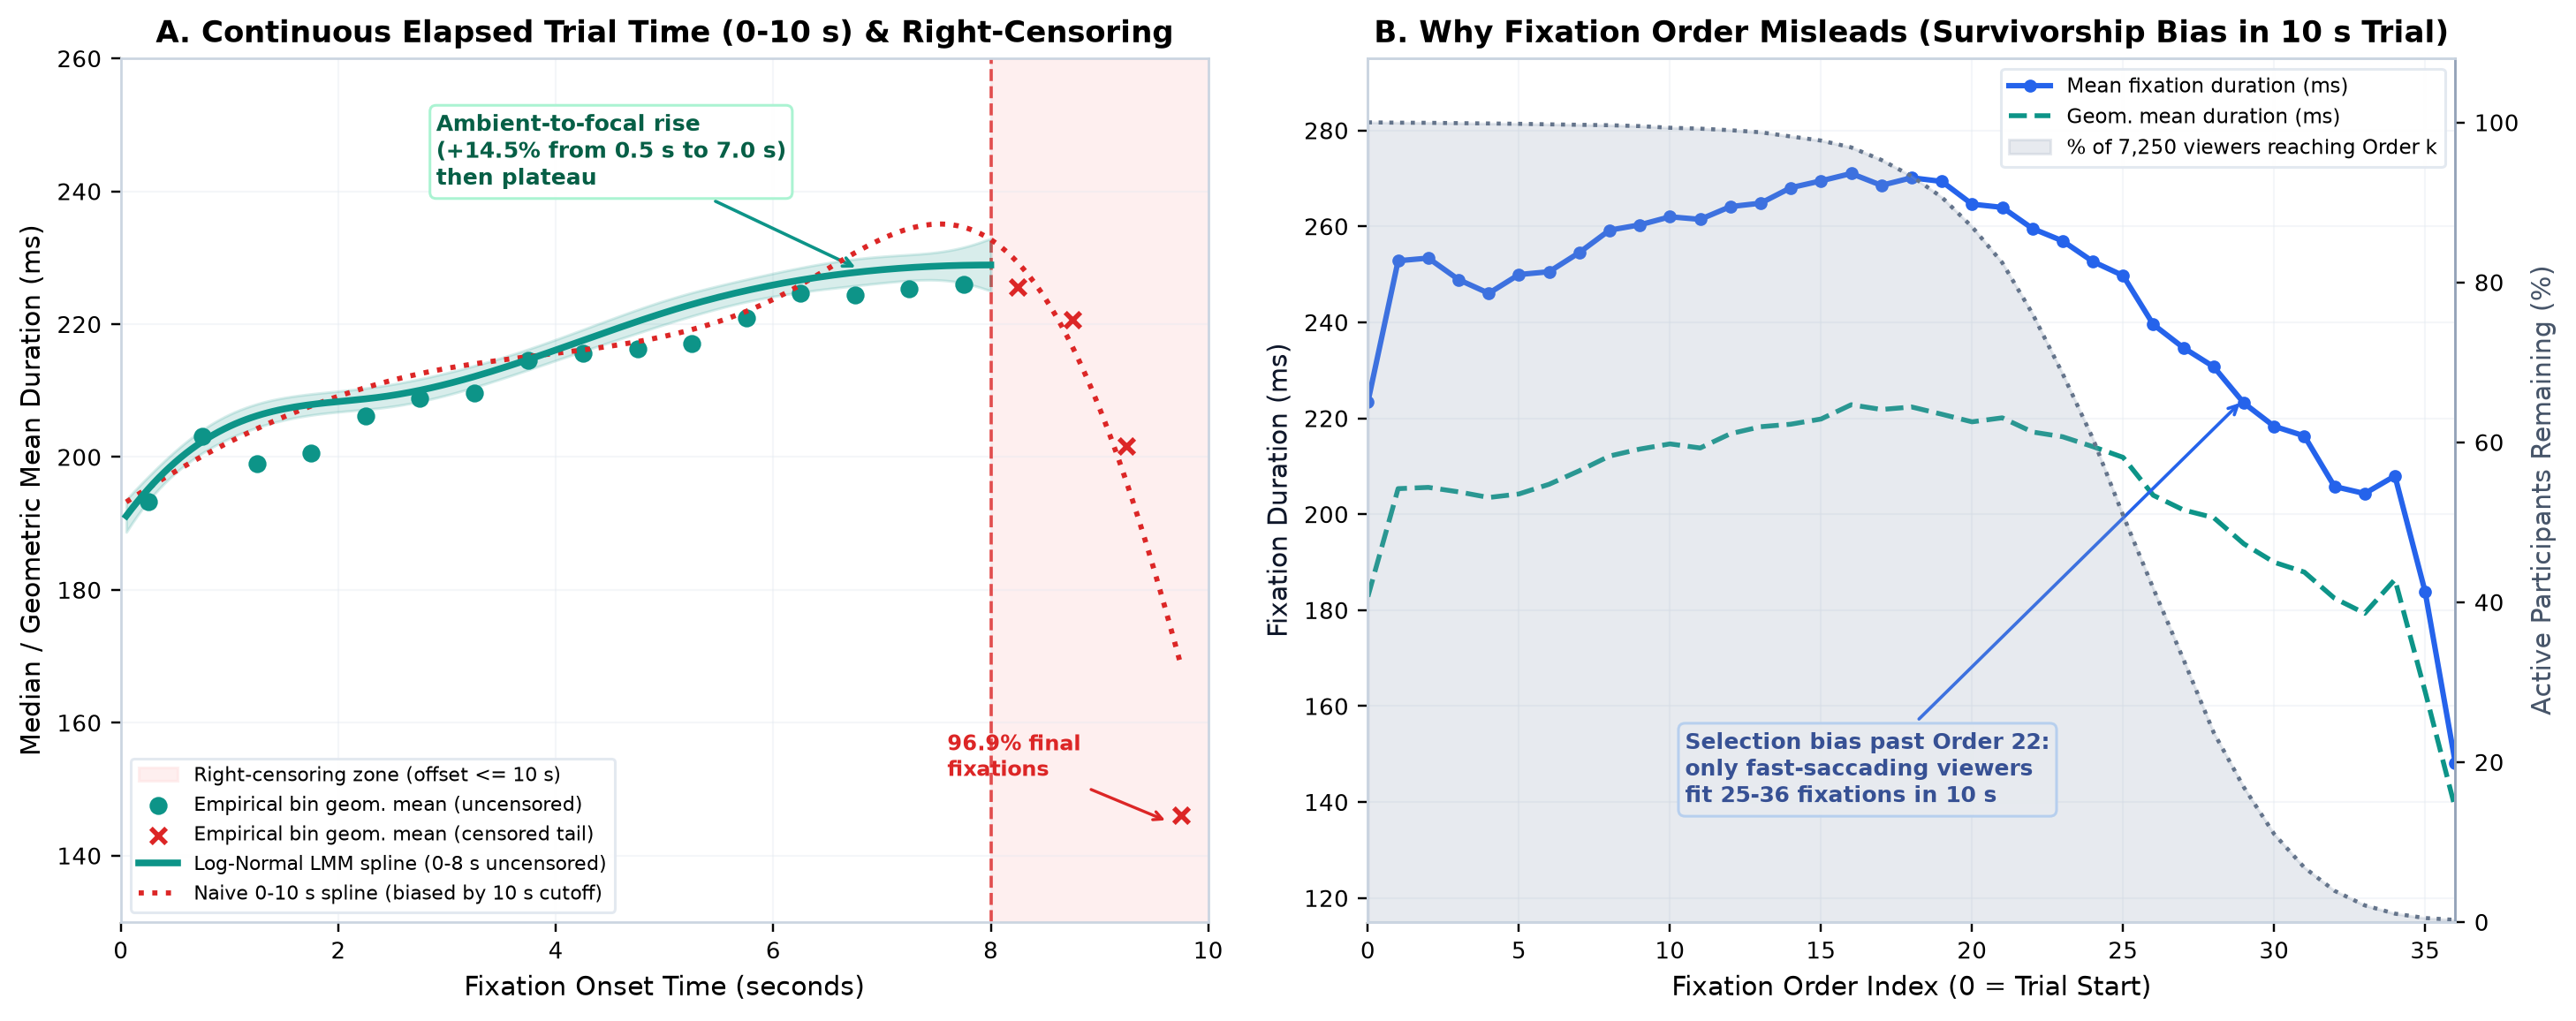 A. Continuous Elapsed Trial Time (0-10 s) & Right-Censoring
Median / Geometric Mean Duration (ms)
260
240
220
200
180
160
140
Ambient-to-focal rise
(+14.5% from 0.5 s to 7.0 s)
then plateau
96.9% final
fixations
Right-censoring zone (offset <= 10 s)
Empirical bin geom. mean (uncensored)
Empirical bin geom. mean (censored tail)
Log-Normal LMM spline (0-8 s uncensored)
Naive 0-10 s spline (biased by 10 s cutoff)
0 2 4 6 8 10
Fixation Onset Time (seconds)
B. Why Fixation Order Misleads (Survivorship Bias in 10 s Trial)
Fixation Duration (ms)
280
260
240
220
200
180
160
140
120
Mean fixation duration (ms)
Geom. mean duration (ms)
% of 7,250 viewers reaching Order k
Selection bias past Order 22:
only fast-saccading viewers
fit 25-36 fixations in 10 s
100
80
60
40
20
0
Active Participants Remaining (%)
0 5 10 15 20 25 30 35
Fixation Order Index (0 = Trial Start)